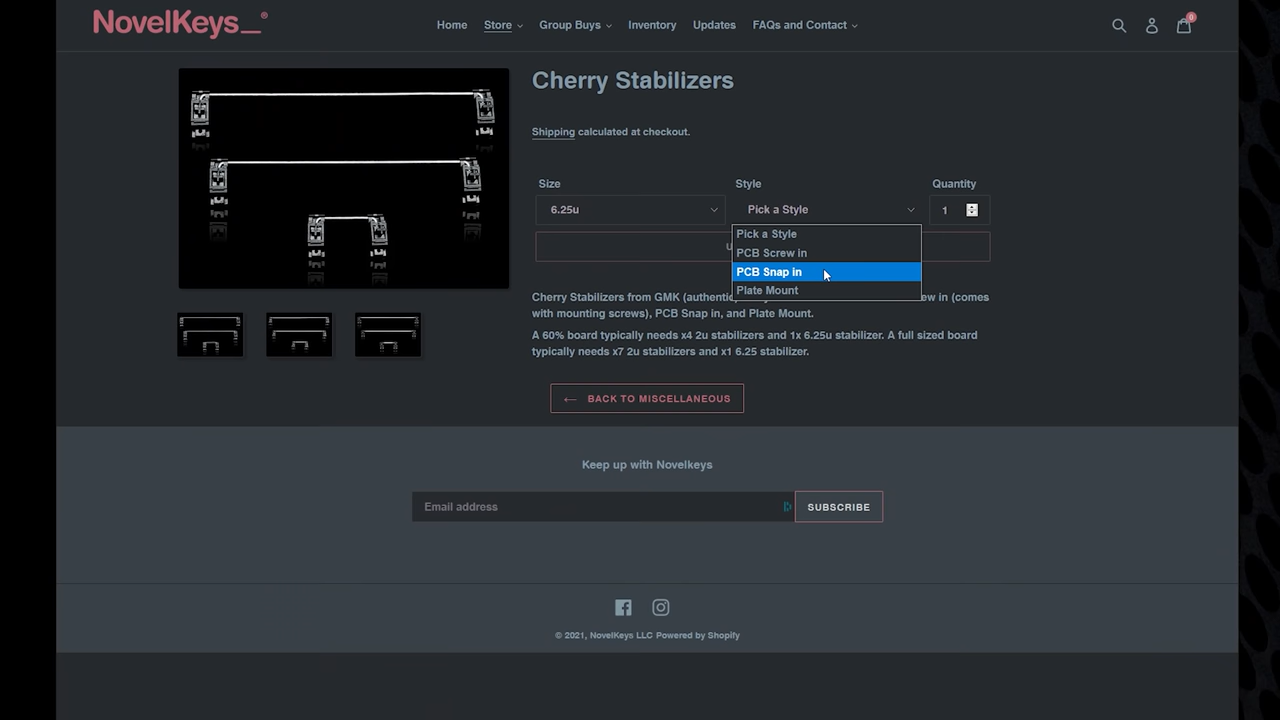 NovelKeys_®
Home
Store
Group Buys
Inventory
Updates
FAQs and Contact
0
Cherry Stabilizers
Shipping calculated at checkout.
Size
Style
Quantity
6.25u
Pick a Style
1
Pick a Style
PCB Screw in
PCB Snap in
Plate Mount
Cherry Stabilizers from GMK
(comes
with mounting screws), PCB Snap in, and Plate Mount.
A 60% board typically needs x4 2u stabilizers and 1x 6.25u stabilizer. A full sized board
typically needs x7 2u stabilizers and x1 6.25 stabilizer.
← BACK TO MISCELLANEOUS
Keep up with Novelkeys
Email address
SUBSCRIBE
© 2021, NovelKeys LLC Powered by Shopify